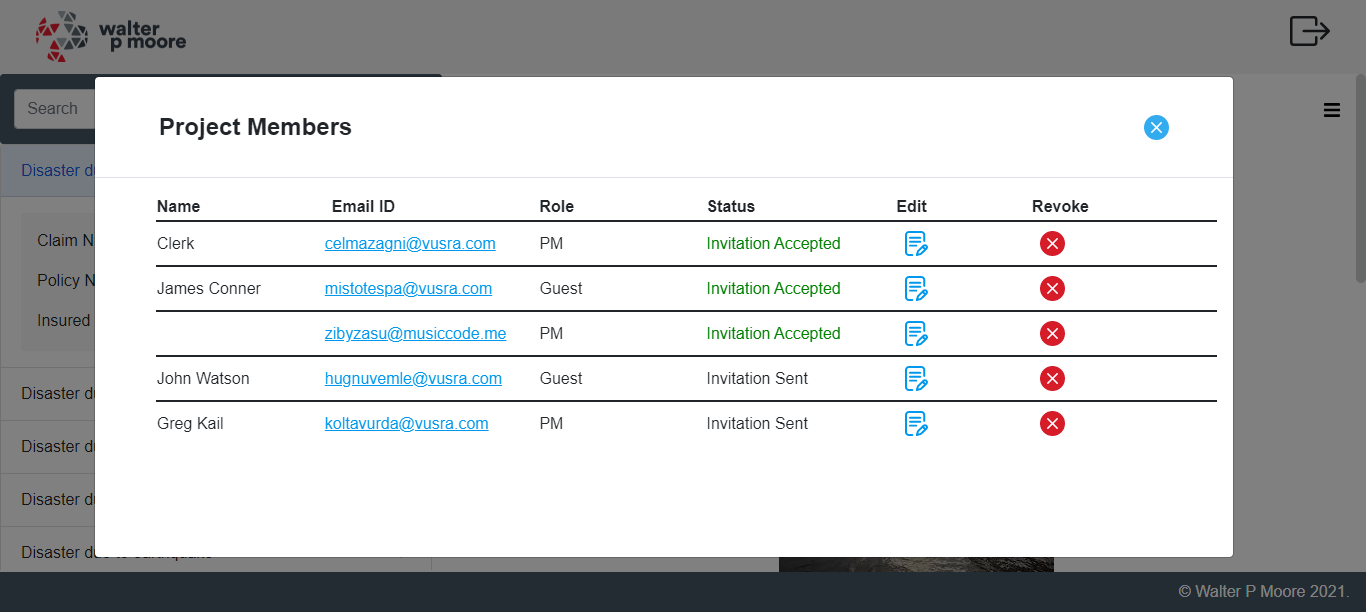 walter
p moore
Search
Project Members
Disaster
Name Email ID Role Status Edit Revoke
Claim Clerk celmazagni@vusra.com PM Invitation Accepted
Policy James Conner mistotespa@vusra.com Guest Invitation Accepted
Insured zibyzasu@musiccode.me PM Invitation Accepted
Disaster John Watson hugnuvemle@vusra.com Guest Invitation Sent
Disaster Greg Kail koltavurda@vusra.com PM Invitation Sent
Disaster
Disaster due to earthquake
© Walter P Moore 2021.